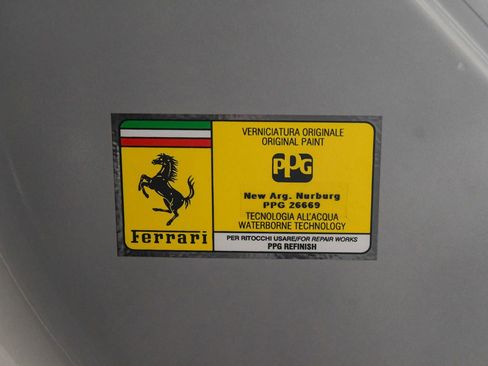 VERNICIATURA ORIGINALE
ORIGINAL PAINT
PPG
New Arg. Nurburg
PPG 26669
TECNOLOGIA ALL'ACQUA
WATERBORNE TECHNOLOGY
Ferrari
PER RITOCCHI USARE/FOR REPAIR WORKS
PPG REFINISH